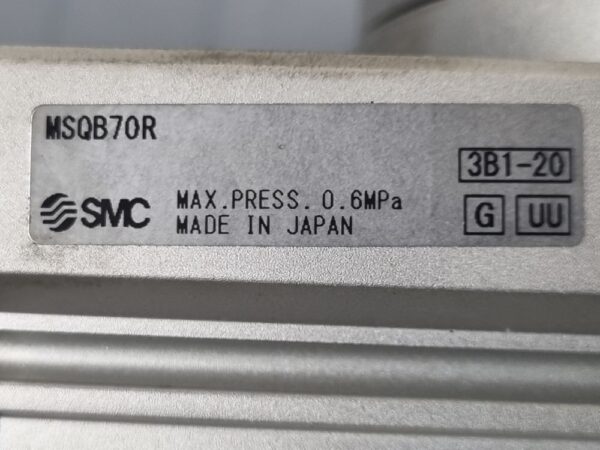 MSQB70R
3B1-20
SMC
MAX.PRESS. 0.6MPa
MADE IN JAPAN
G UU